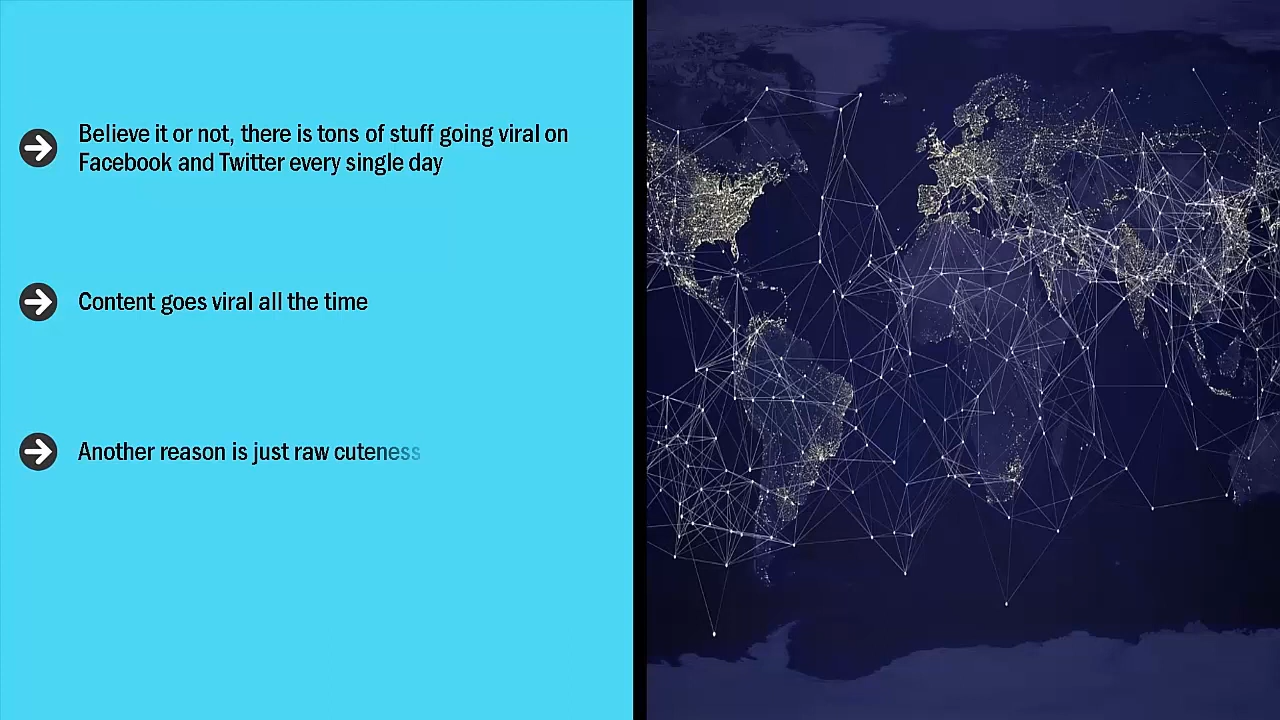 Believe it or not, there is tons of stuff going viral on
Facebook and Twitter every single day
Content goes viral all the time
Another reason is just raw cuteness